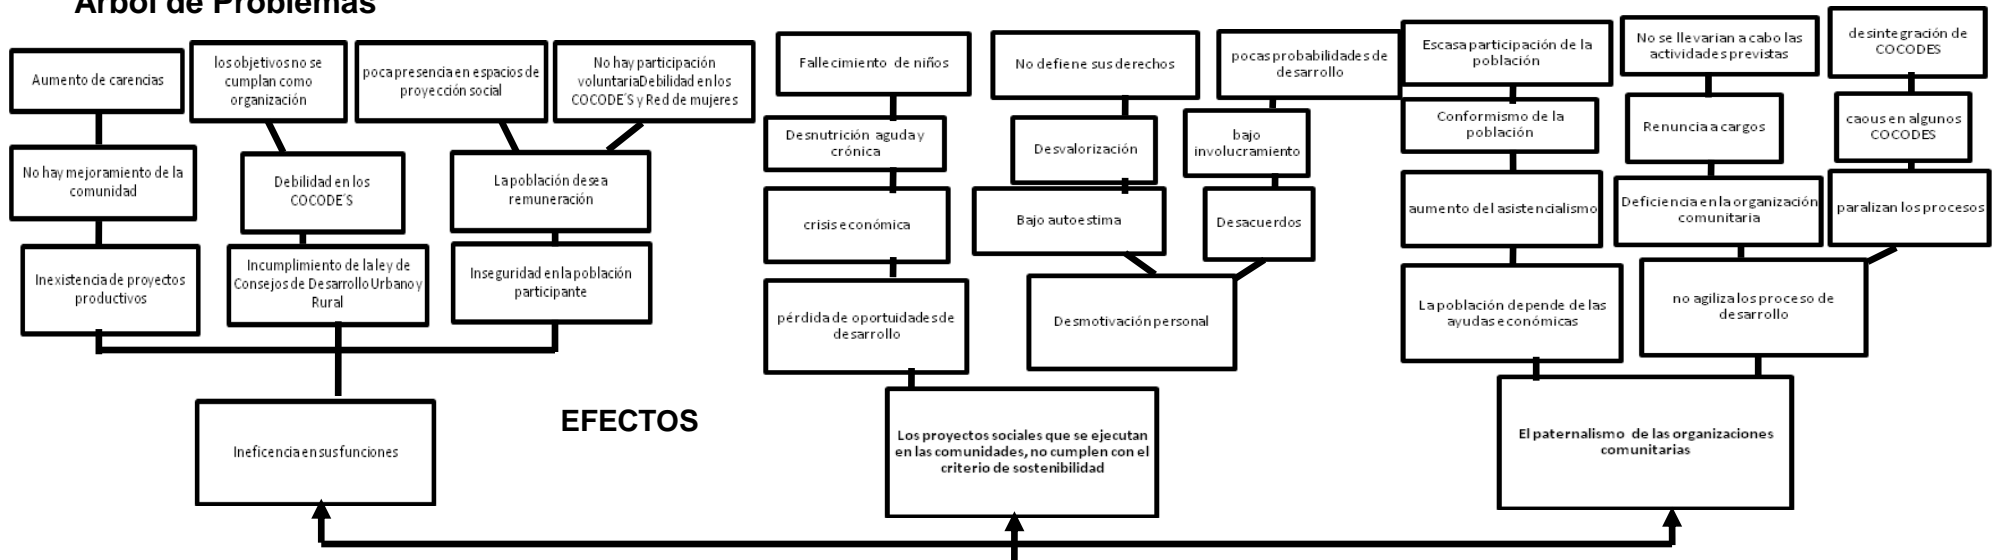 Árbol de Problemas
Aumento de carencias
los objetivos no se
cumplan como
organización
poca presencia en espacios de
proyección social
No hay participación
voluntariaDebilidad en los
COCODE´S y Red de mujeres
Fallecimiento de niños
No defiene sus derechos
pocas probabilidades de
desarrollo
Escasa participación de la
población
No se llevarian a cabo las
actividades previstas
desintegración de
COCODES
No hay mejoramiento de la
comunidad
Debilidad en los
COCODE´S
La población desea
remuneración
Desnutrición aguda y
crónica
Desvalorización
bajo
involucramiento
Conformismo de la
población
Renuncia a cargos
caous en algunos
COCODES
crisis económica
Bajo autoestima
Desacuerdos
aumento del asistencialismo
Deficiencia en la organización
comunitaria
paralizan los procesos
Inexistencia de proyectos
productivos
Incumplimiento de la ley de
Consejos de Desarrollo Urbano y
Rural
Inseguridad en la población
participante
pérdida de oportuidades de
desarrollo
Desmotivación personal
La población depende de las
ayudas económicas
no agiliza los proceso de
desarrollo
Ineficencia en sus funciones
EFECTOS
Los proyectos sociales que se ejecutan
en las comunidades, no cumplen con el
criterio de sostenibilidad
El paternalismo de las organizaciones
comunitarias